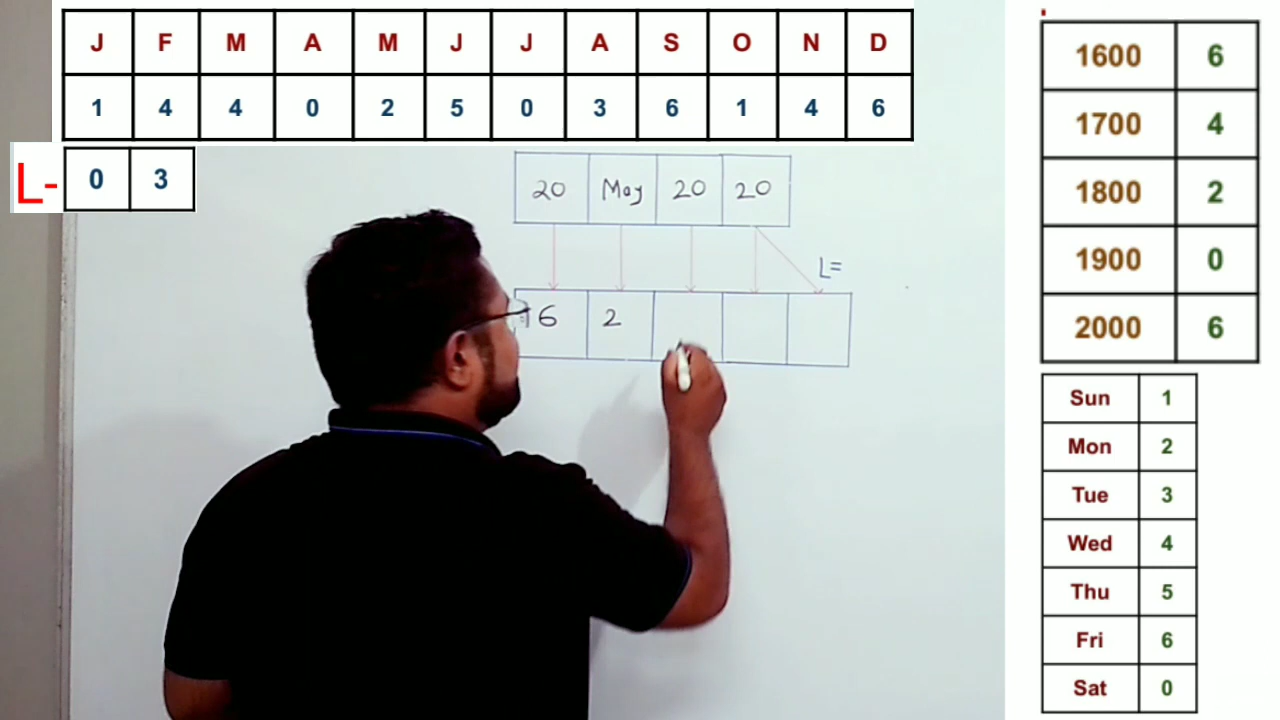 J F M A M J J A S O N D
1 4 4 0 2 5 0 3 6 1 4 6
L- 0 3
20 May 20 20
L=
6 2
1600 6
1700 4
1800 2
1900 0
2000 6
Sun 1
Mon 2
Tue 3
Wed 4
Thu 5
Fri 6
Sat 0